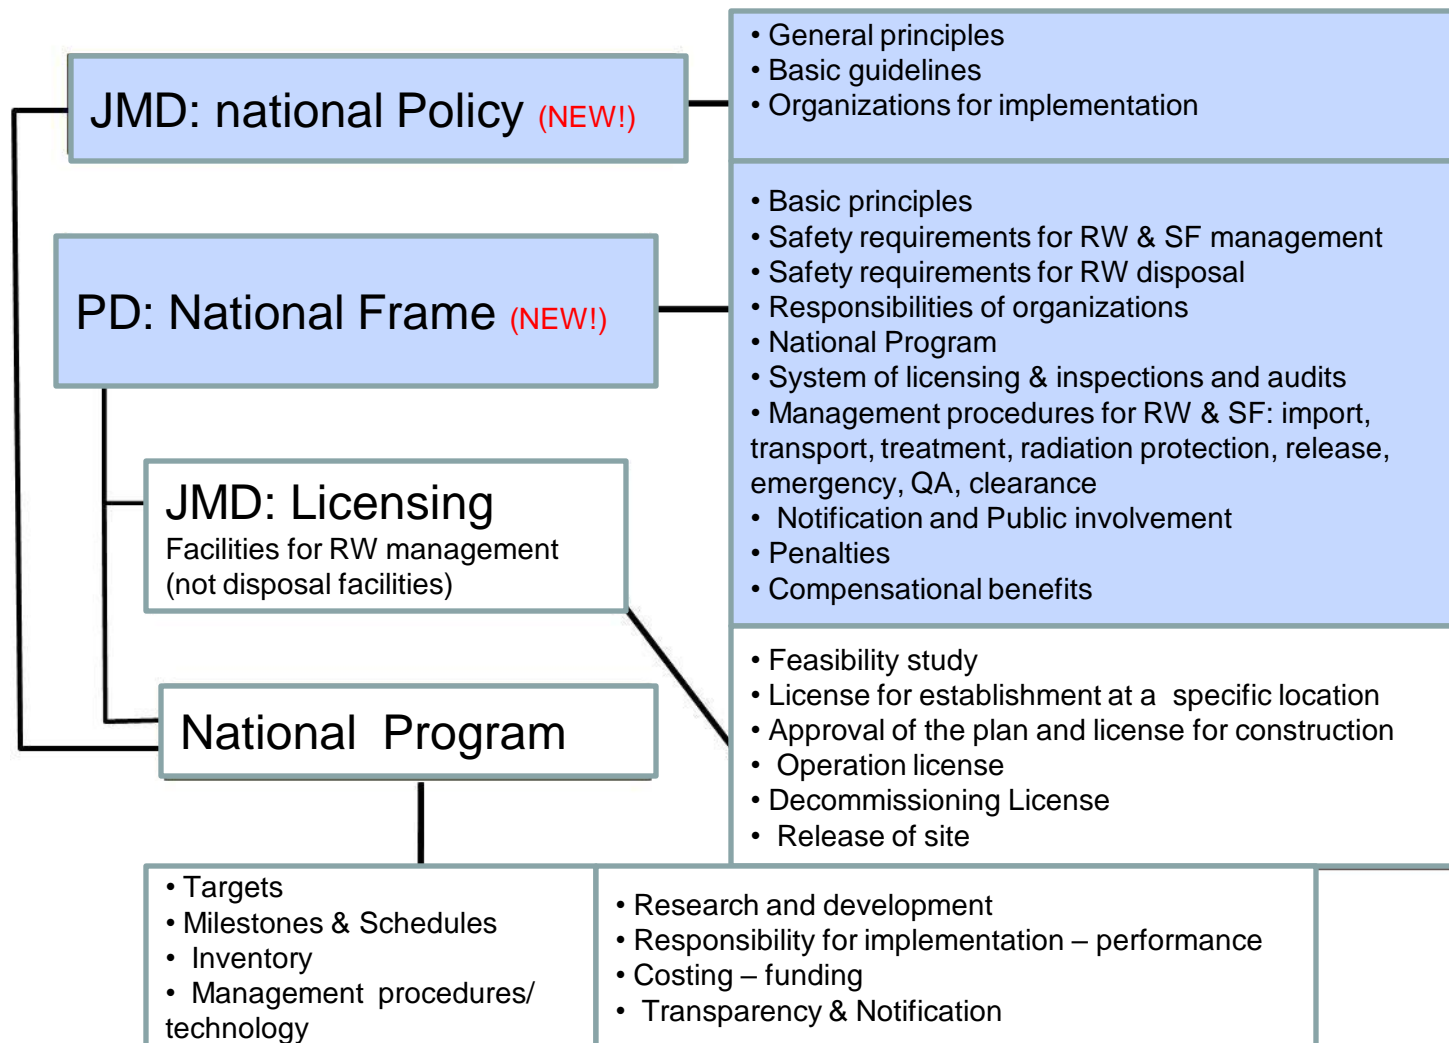 JMD: national Policy (NEW!)
• General principles
• Basic guidelines
• Organizations for implementation
PD: National Frame (NEW!)
• Basic principles
• Safety requirements for RW & SF management
• Safety requirements for RW disposal
• Responsibilities of organizations
• National Program
• System of licensing & inspections and audits
• Management procedures for RW & SF: import,
transport, treatment, radiation protection, release,
emergency, QA, clearance
• Notification and Public involvement
• Penalties
• Compensational benefits
JMD: Licensing
Facilities for RW management
(not disposal facilities)
• Feasibility study
• License for establishment at a specific location
• Approval of the plan and license for construction
• Operation license
• Decommissioning License
• Release of site
National Program
• Targets
• Milestones & Schedules
• Inventory
• Management procedures/
technology
• Research and development
• Responsibility for implementation – performance
• Costing – funding
• Transparency & Notification